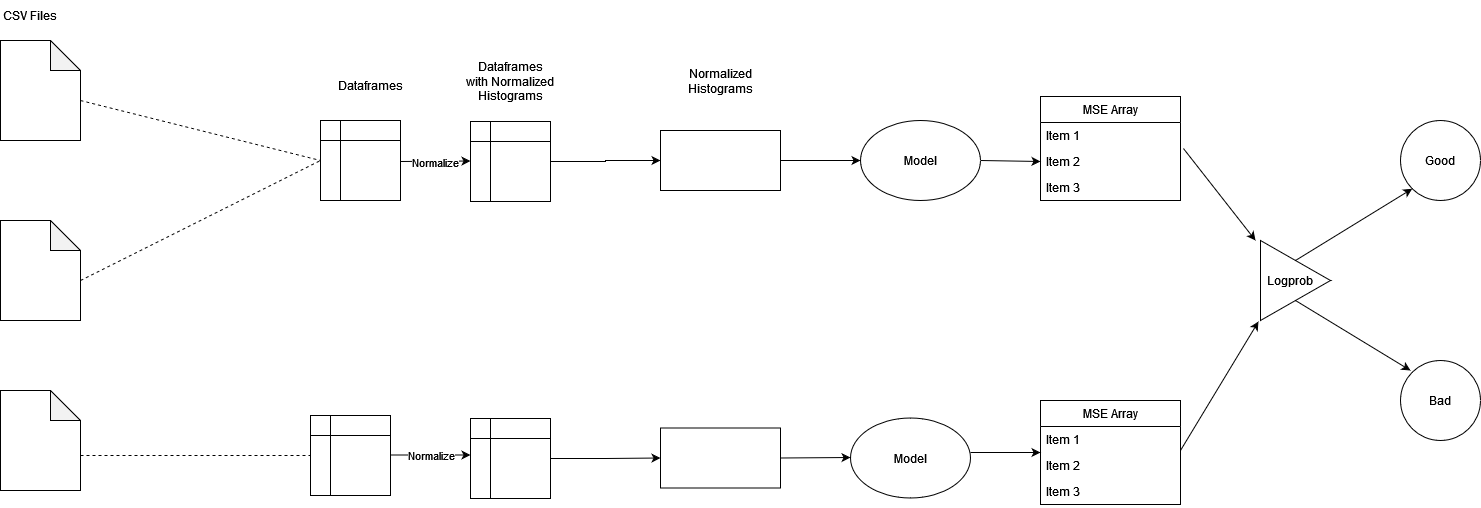 CSV Files
Dataframes
Dataframes
with Normalized
Histograms
Normalized
Histograms
Normalize
Model
MSE Array
Item 1
Item 2
Item 3
Good
Logprob
Bad
Normalize
Model
MSE Array
Item 1
Item 2
Item 3